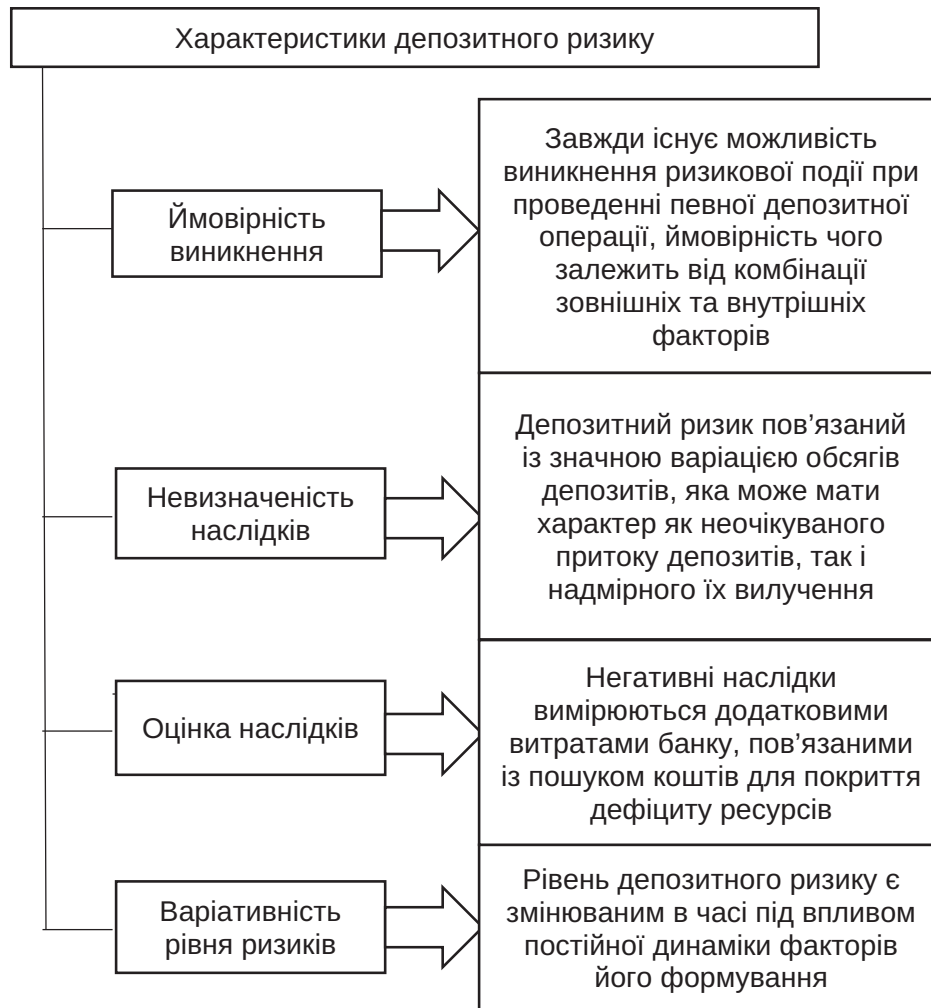 Характеристики депозитного ризику
Ймовірність
виникнення
Завжди існує можливість
виникнення ризикової події при
проведенні певної депозитної
операції, ймовірність чого
залежить від комбінації
зовнішніх та внутрішніх
факторів
Невизначеність
наслідків
Депозитний ризик пов’язаний
із значною варіацією обсягів
депозитів, яка може мати
характер як неочікуваного
притоку депозитів, так і
надмірного їх вилучення
Оцінка наслідків
Негативні наслідки
вимірюються додатковими
витратами банку, пов’язаними
із пошуком коштів для покриття
дефіциту ресурсів
Варіативність
рівня ризиків
Рівень депозитного ризику є
змінюваним в часі під впливом
постійної динаміки факторів
його формування